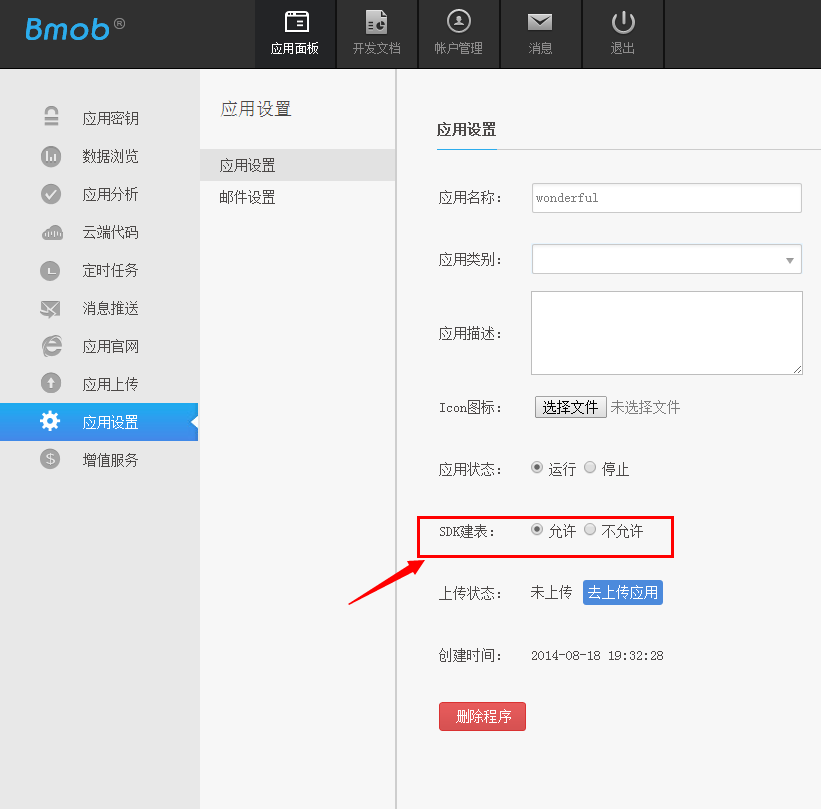 Bmob®
应用面板
开发文档
帐户管理
消息
退出
应用密钥
数据浏览
应用分析
云端代码
定时任务
消息推送
应用官网
应用上传
应用设置
增值服务
应用设置
应用设置
邮件设置
应用设置
应用名称： wonderful
应用类别：
应用描述：
Icon图标： 选择文件 未选择文件
应用状态： 运行 停止
SDK建表： 允许 不允许
上传状态： 未上传 去上传应用
创建时间： 2014-08-18 19:32:28
删除程序